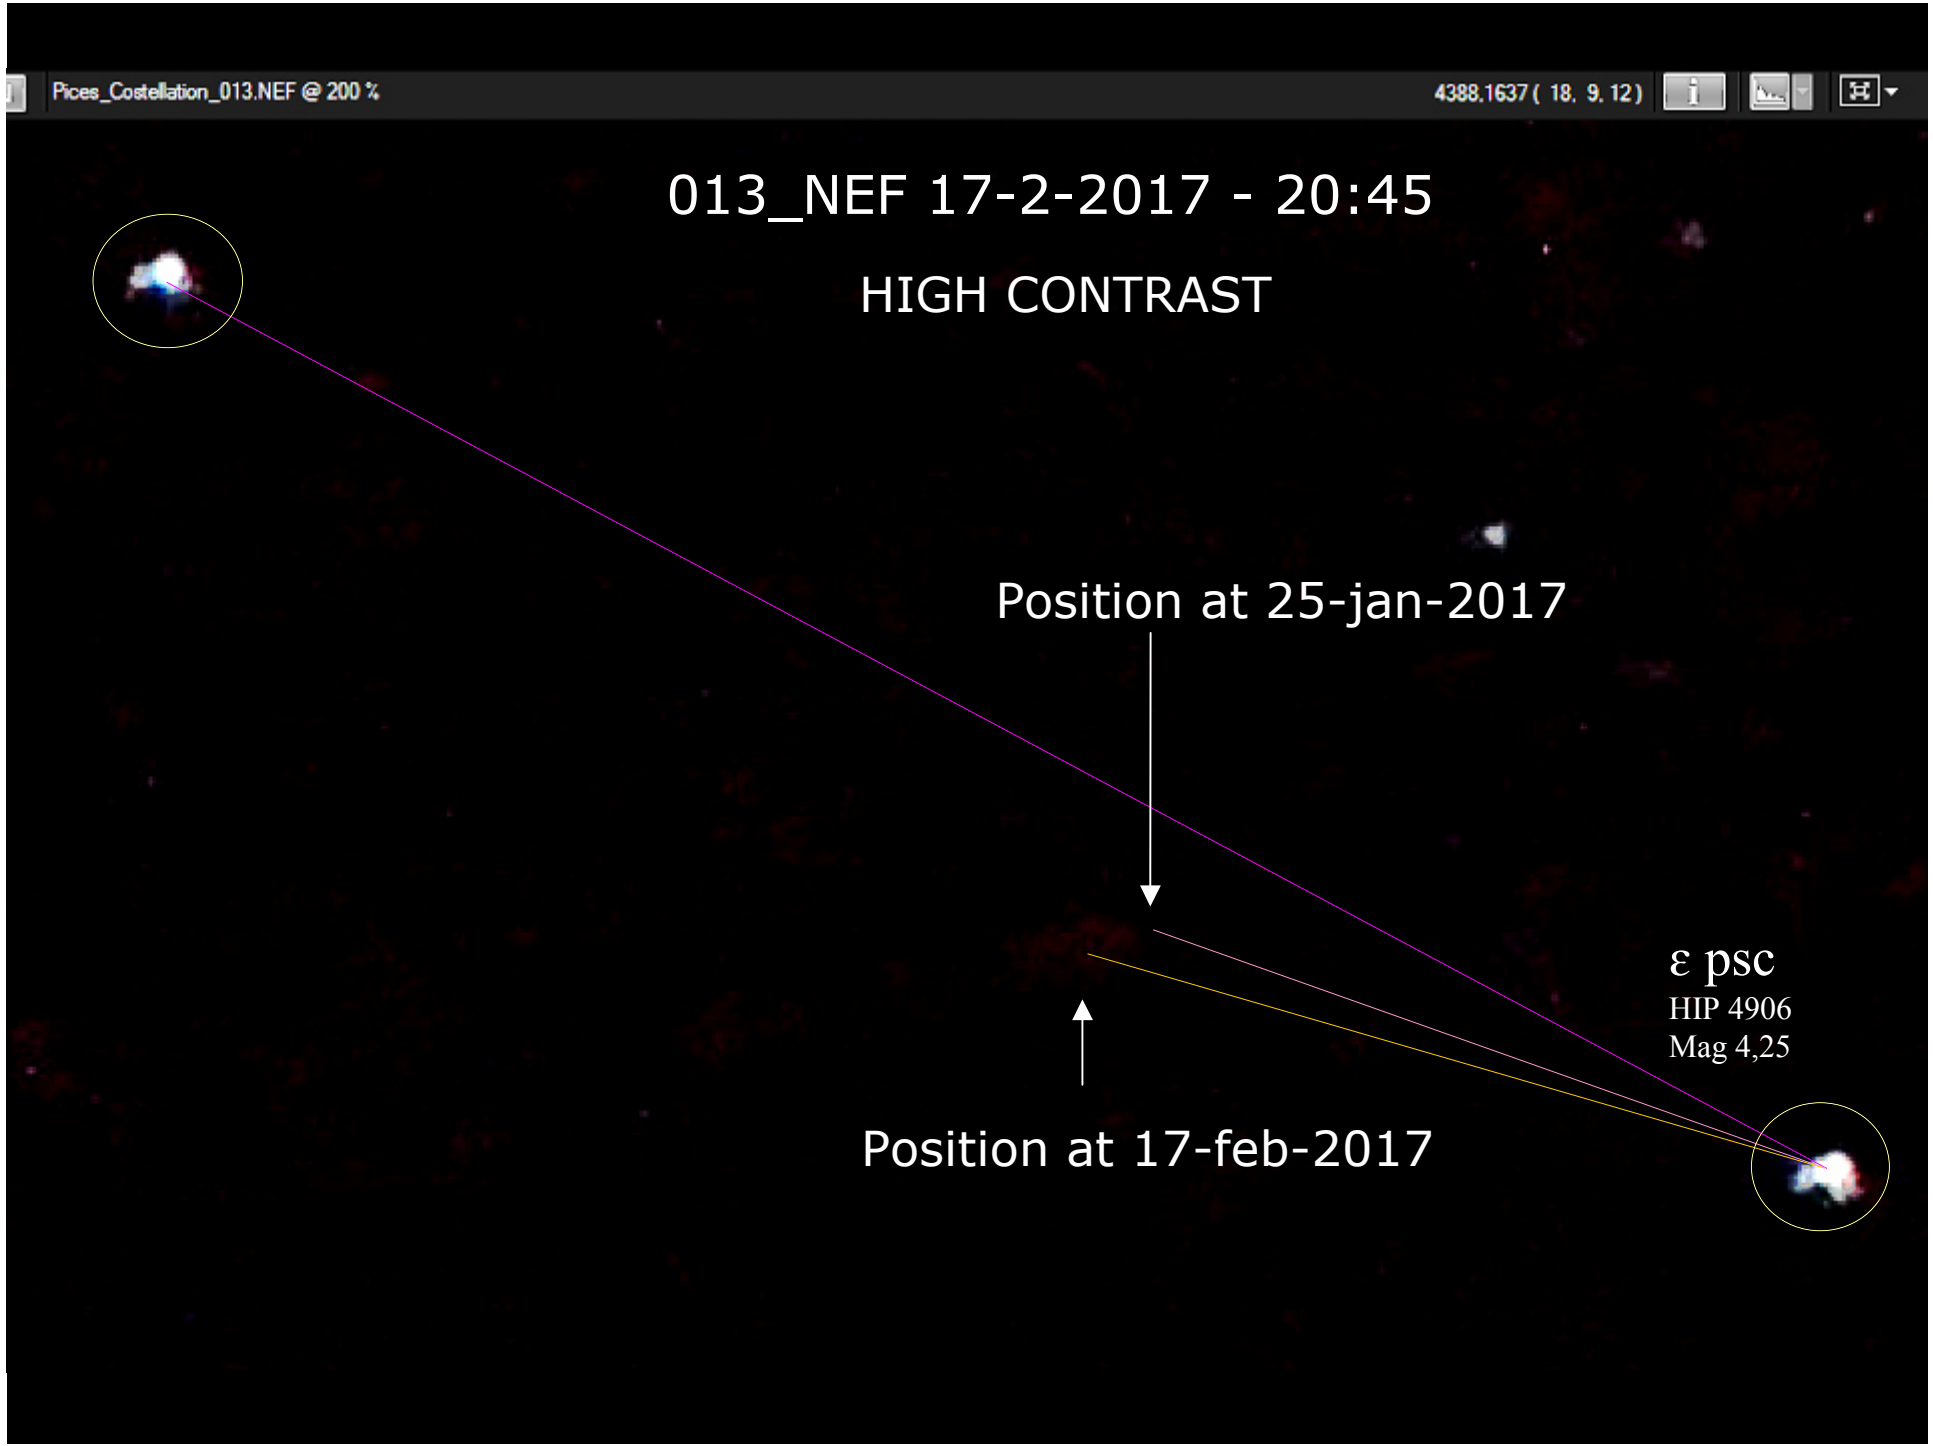 Pices_Costellation_013.NEF @ 200 %
4388,1637 ( 18, 9, 12 )
i
013_NEF 17-2-2017 - 20:45
HIGH CONTRAST
Position at 25-jan-2017
ε psc
HIP 4906
Mag 4,25
Position at 17-feb-2017